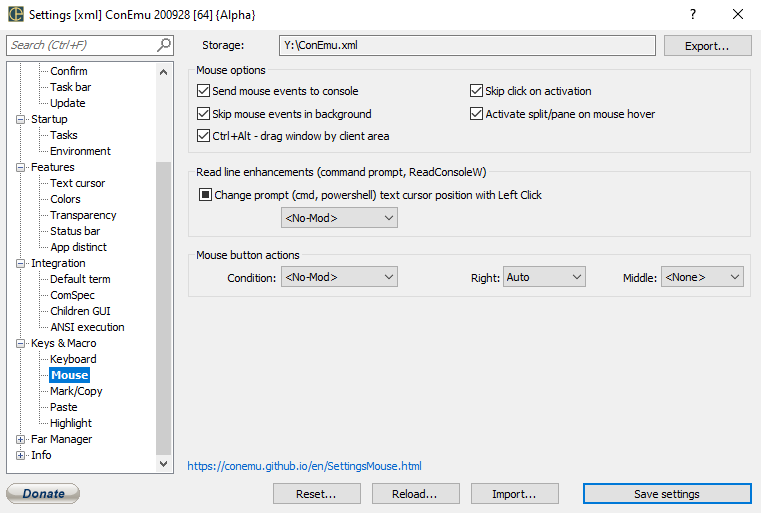 Settings [xml] ConEmu 200928 [64] {Alpha}
?
Search (Ctrl+F)
Storage:
Y:\ConEmu.xml
Export...
Confirm
Task bar
Update
Startup
Tasks
Environment
Features
Text cursor
Colors
Transparency
Status bar
App distinct
Integration
Default term
ComSpec
Children GUI
ANSI execution
Keys & Macro
Keyboard
Mouse
Mark/Copy
Paste
Highlight
Far Manager
Info
Mouse options
Send mouse events to console
Skip click on activation
Skip mouse events in background
Activate split/pane on mouse hover
Ctrl+Alt - drag window by client area
Read line enhancements (command prompt, ReadConsoleW)
Change prompt (cmd, powershell) text cursor position with Left Click
<No-Mod>
Mouse button actions
Condition: <No-Mod> Right: Auto Middle: <None>
https://conemu.github.io/en/SettingsMouse.html
Donate
Reset...
Reload...
Import...
Save settings